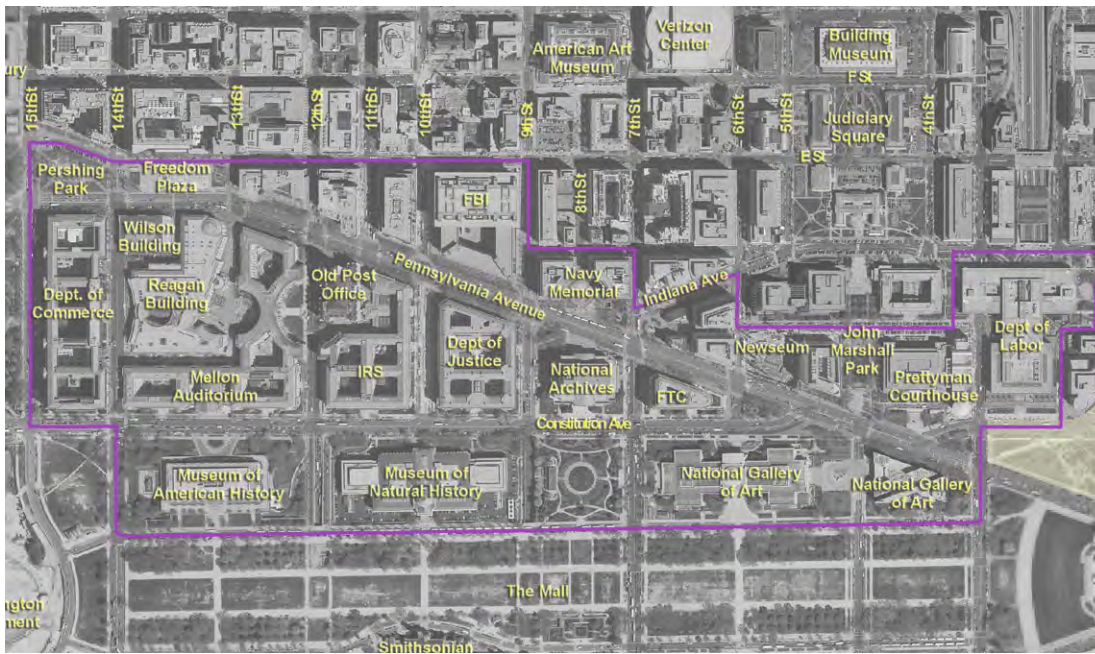 Verizon
Center
American Art
Museum
Building
Museum
F St
ury
15th St
14th St
13th St
12th St
11th St
10th St
9th St
7th St
6th St
5th St
4th St
Judiciary
Square
E St
Pershing
Park
Freedom
Plaza
FBI
8th St
Wilson
Building
Reagan
Building
Old Post
Office
Pennsylvania Avenue
Navy
Memorial
Indiana Ave
Dept. of
Commerce
Dept of
Justice
Newseum
John
Marshall
Park
Dept of
Labor
Mellon
Auditorium
IRS
National
Archives
FTC
Prettyman
Courthouse
Constitution Ave
Museum of
American History
Museum of
Natural History
National Gallery
of Art
National Gallery
of Art
The Mall
ngton
ment
Smithsonian